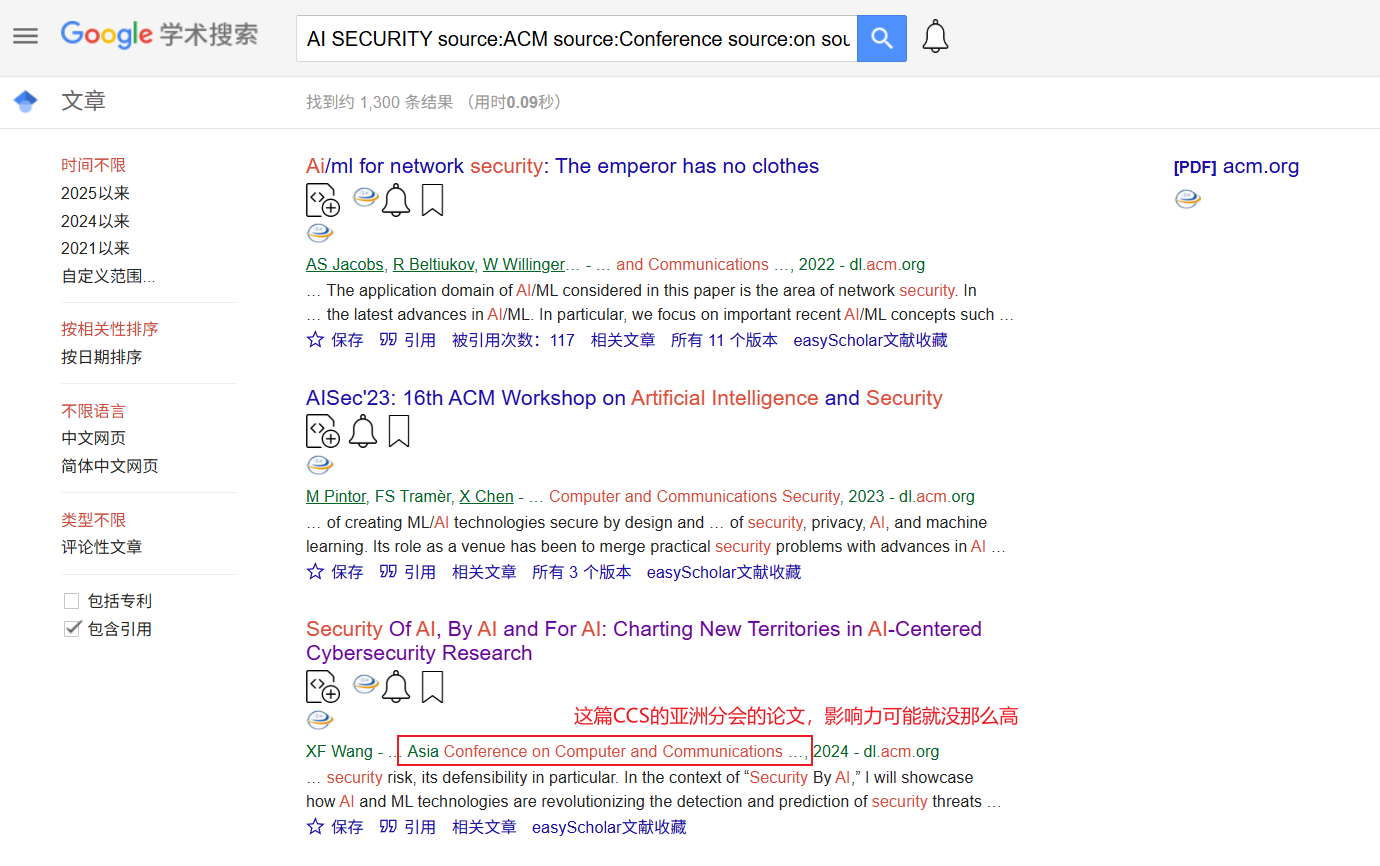 Google 学术搜索
AI SECURITY source:ACM source:Conference source:on sou
文章
找到约 1,300 条结果 （用时0.09秒）
时间不限
2025以来
2024以来
2021以来
自定义范围...
按相关性排序
按日期排序
不限语言
中文网页
简体中文网页
类型不限
评论性文章
包括专利
包含引用
Ai/ml for network security: The emperor has no clothes
AS Jacobs, R Beltiukov, W Willinger… - … and Communications …, 2022 - dl.acm.org
… The application domain of AI/ML considered in this paper is the area of network security. In
… the latest advances in AI/ML. In particular, we focus on important recent AI/ML concepts such …
保存 引用 被引用次数：117 相关文章 所有 11 个版本 easyScholar文献收藏
[PDF] acm.org
AISec'23: 16th ACM Workshop on Artificial Intelligence and Security
M Pintor, FS Tramèr, X Chen - … Computer and Communications Security, 2023 - dl.acm.org
… of creating ML/AI technologies secure by design and … of security, privacy, AI, and machine
learning. Its role as a venue has been to merge practical security problems with advances in AI …
保存 引用 相关文章 所有 3 个版本 easyScholar文献收藏
Security Of AI, By AI and For AI: Charting New Territories in AI-Centered
Cybersecurity Research
这篇CCS的亚洲分会的论文，影响力可能就没那么高
XF Wang - … Asia Conference on Computer and Communications …, 2024 - dl.acm.org
… security risk, its defensibility in particular. In the context of “Security By AI,” I will showcase
how AI and ML technologies are revolutionizing the detection and prediction of security threats …
保存 引用 相关文章 easyScholar文献收藏